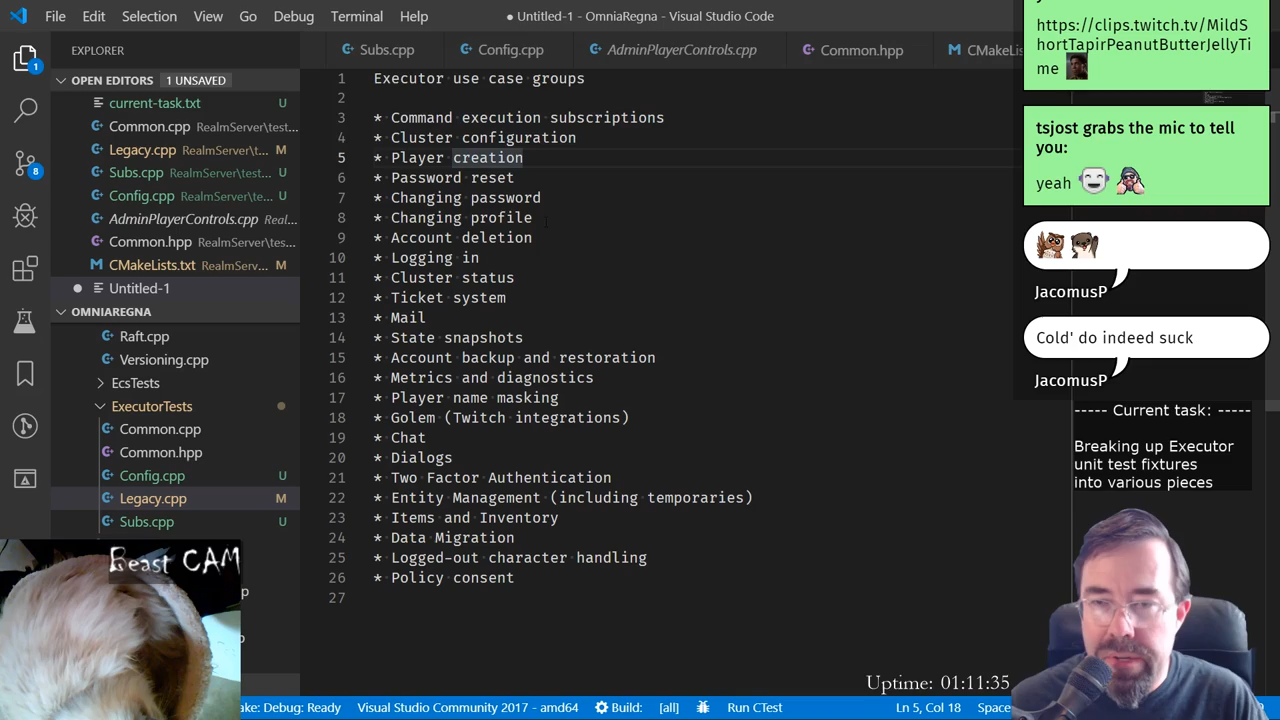 File Edit Selection View Go Debug Terminal Help
● Untitled-1 - OmniaRegna - Visual Studio Code
EXPLORER
OPEN EDITORS 1 UNSAVED
current-task.txt U
Common.cpp RealmServer\test...
Legacy.cpp RealmServer\t... M
Subs.cpp RealmServer\test... U
Config.cpp RealmServer\te... U
AdminPlayerControls.cpp Real...
Common.hpp RealmServer\test...
CMakeLists.txt RealmServer... M
● Untitled-1
OMNIAREGNA
Raft.cpp
Versioning.cpp
EcsTests
ExecutorTests
Common.cpp
Common.hpp
Config.cpp U
Legacy.cpp M
Subs.cpp U
1
8
Beast CAM
Subs.cpp Config.cpp AdminPlayerControls.cpp Common.hpp CMakeLis
1 Executor use case groups
2
3 * Command execution subscriptions
4 * Cluster configuration
5 * Player creation
6 * Password reset
7 * Changing password
8 * Changing profile
9 * Account deletion
10 * Logging in
11 * Cluster status
12 * Ticket system
13 * Mail
14 * State snapshots
15 * Account backup and restoration
16 * Metrics and diagnostics
17 * Player name masking
18 * Golem (Twitch integrations)
19 * Chat
20 * Dialogs
21 * Two Factor Authentication
22 * Entity Management (including temporaries)
23 * Items and Inventory
24 * Data Migration
25 * Logged-out character handling
26 * Policy consent
27
https://clips.twitch.tv/MildS
hortTapirPeanutButterJellyTi
me
tsjost grabs the mic to tell
you:
yeah
JacomusP
Cold' do indeed suck
JacomusP
----- Current task: -----
Breaking up Executor
unit test fixtures
into various pieces
Uptime: 01:11:35
ake: Debug: Ready Visual Studio Community 2017 - amd64 Build: [all] Run CTest Ln 5, Col 18 Space